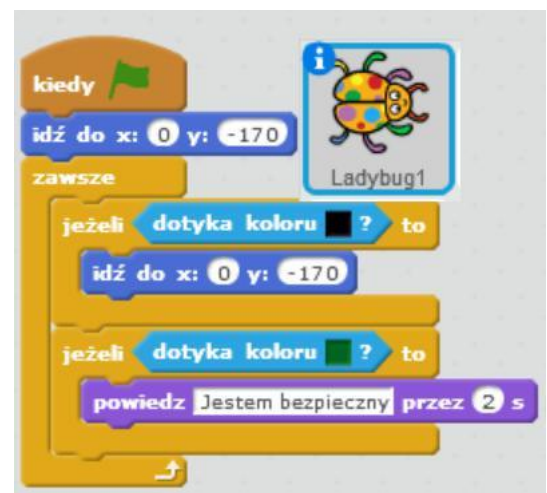 kiedy
idź do x: 0 y: -170
zawsze
jeżeli dotyka koloru ? to
idź do x: 0 y: -170
jeżeli dotyka koloru ? to
powiedz Jestem bezpieczny przez 2 s
i
Ladybug1